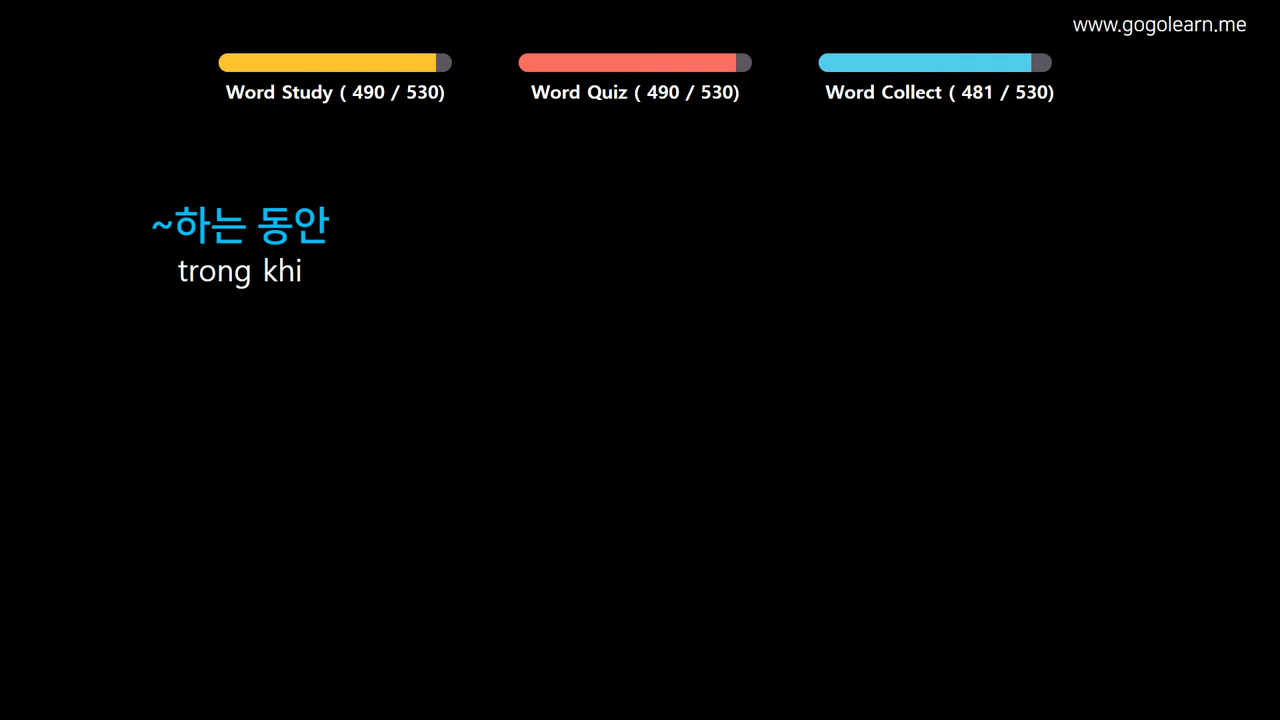 www.gogolearn.me
Word Study ( 490 / 530)
Word Quiz ( 490 / 530)
Word Collect ( 481 / 530)
~하는 동안
trong khi